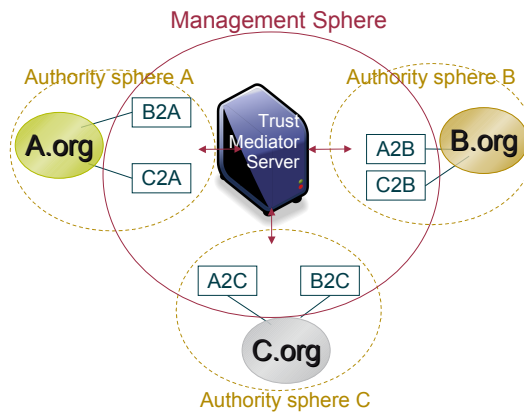 Management Sphere
Authority sphere A
Authority sphere B
B2A
A.org
C2A
Trust
Mediator
Server
A2B
B.org
C2B
A2C
B2C
C.org
Authority sphere C